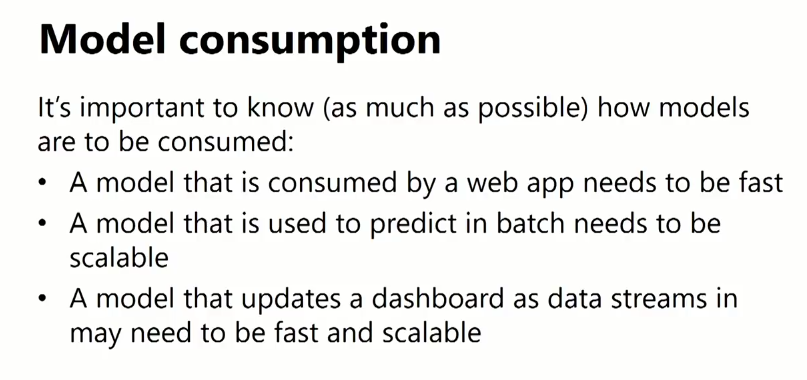 Model consumption
It's important to know (as much as possible) how models
are to be consumed:
• A model that is consumed by a web app needs to be fast
• A model that is used to predict in batch needs to be
scalable
• A model that updates a dashboard as data streams in
may need to be fast and scalable